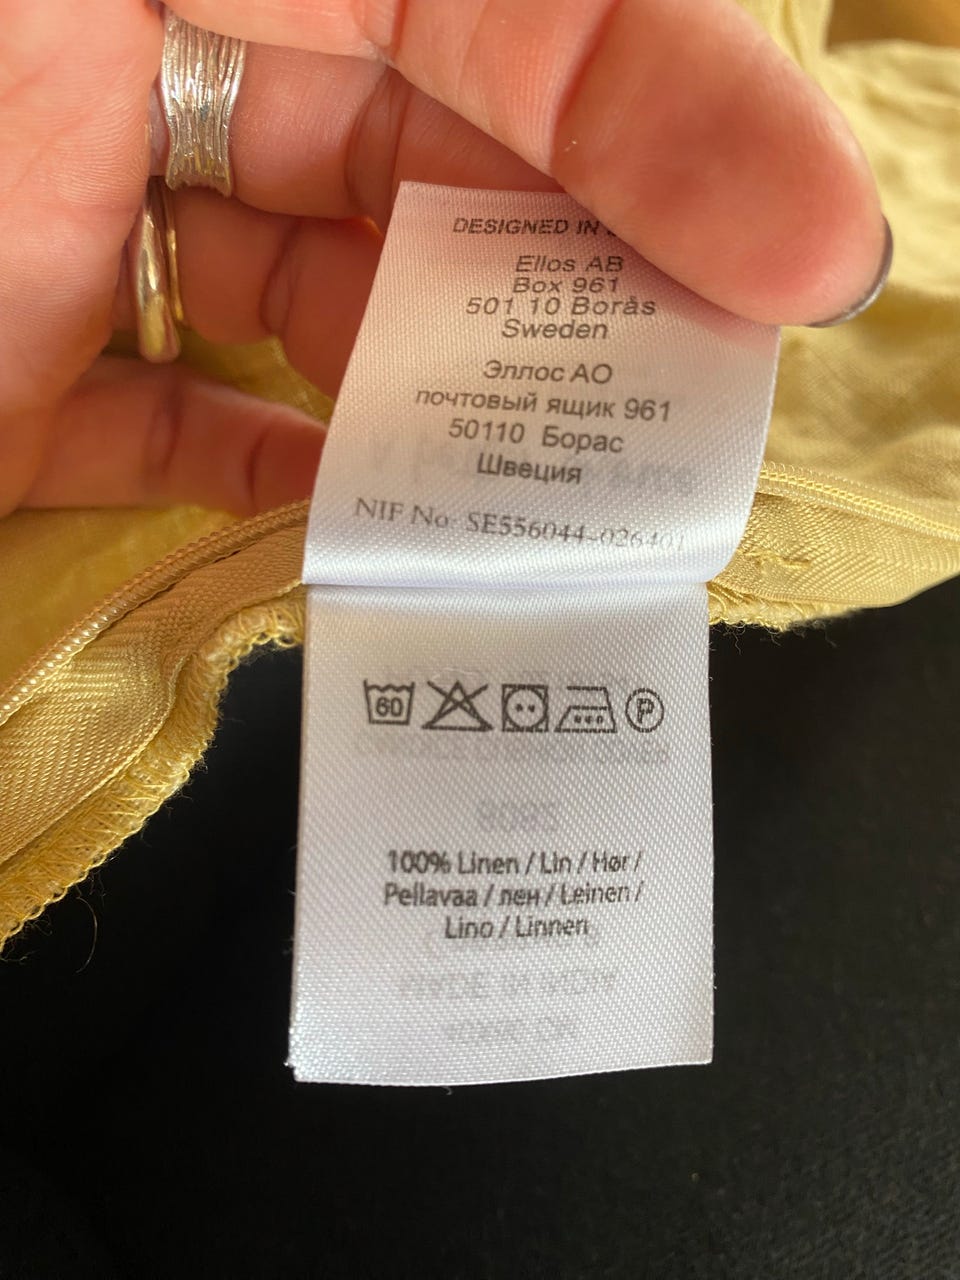 DESIGNED IN
Ellos AB
Box 961
501 10 Borås
Sweden
Эллос АО
почтовый ящик 961
50110 Борас
Швеция
NIF No: SE556044-026401
60
P
100% Linen / Lin / Hør /
Pellavaa / лен / Leinen /
Lino / Linnen